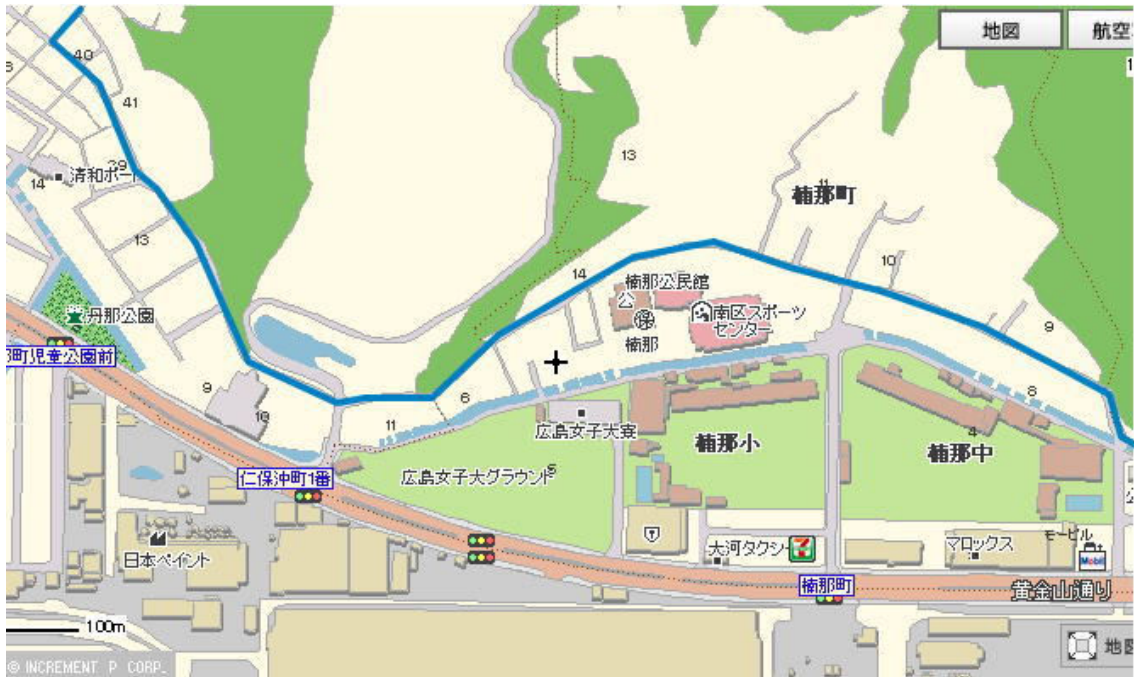 地図
航空
40
41
39
14
清和ポー
13
13
11
楠那町
10
14
楠那公民館
公
保
楠那
南区スポーツ
センター
9
丹那公園
町児童公園前
9
10
11
6
8
広島女子大寮
楠那小
4
楠那中
仁保沖町1番
広島女子大グラウンド
5
日本ペイント
大河タクシー
マロックス
モービル
Mobil
楠那町
黄金山通り
100m
地図
© INCREMENT P CORP.